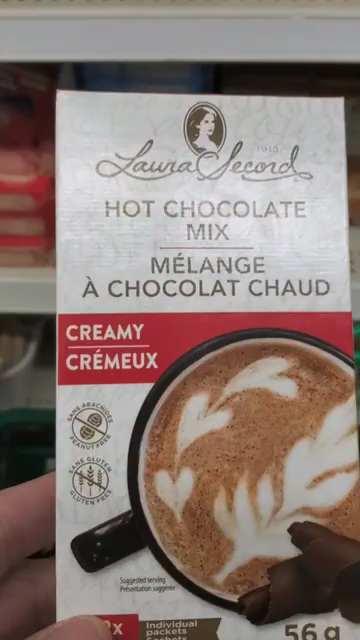 1913
Laura Secord
HOT CHOCOLATE
MIX
MÉLANGE
À CHOCOLAT CHAUD
CREAMY
CRÉMEUX
SANS ARACHIDES
PEANUT FREE
SANS GLUTEN
GLUTEN FREE
Suggested serving
Présentation suggérée
x
Individual
packets
Sachets
56 g